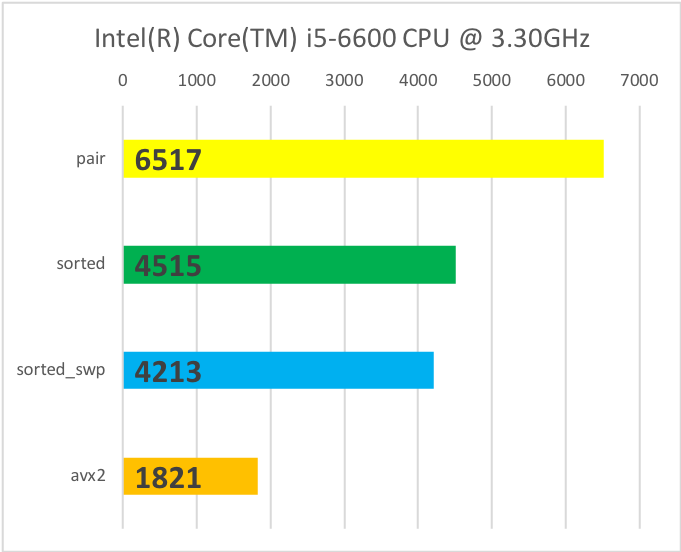 Intel(R) Core(TM) i5-6600 CPU @ 3.30GHz
0 1000 2000 3000 4000 5000 6000 7000
pair 6517
sorted 4515
sorted_swp 4213
avx2 1821